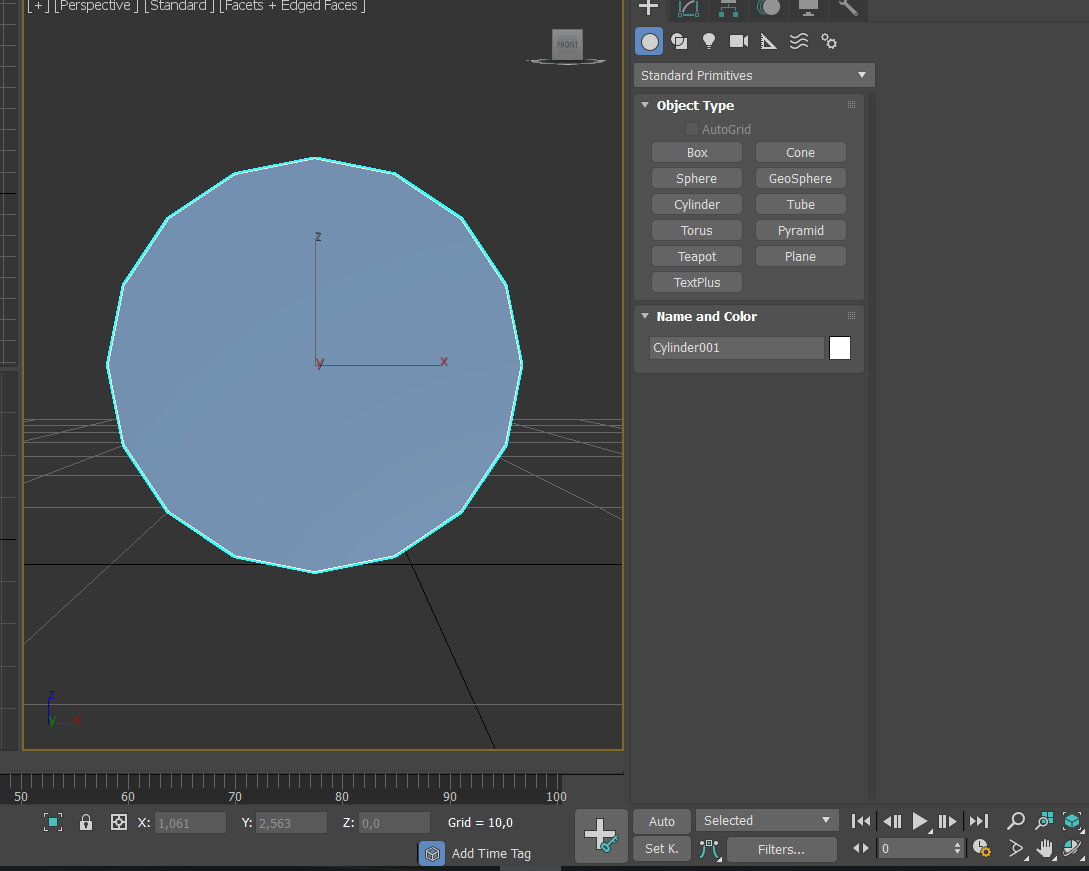 [+] [Perspective ] [Standard ] [Facets + Edged Faces ]
FRONT
z
y
x
z
y
x
Standard Primitives
Object Type
AutoGrid
Box Cone
Sphere GeoSphere
Cylinder Tube
Torus Pyramid
Teapot Plane
TextPlus
Name and Color
Cylinder001
50 60 70 80 90 100
X: 1,061 Y: 2,563 Z: 0,0 Grid = 10,0
Add Time Tag
Auto Selected
Set K. Filters... 0